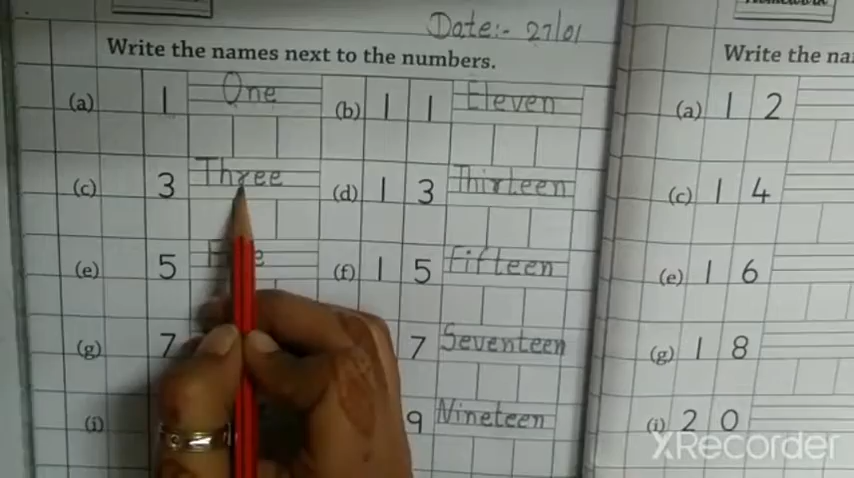 Date:- 27/01
Write the names next to the numbers.
(a) 1 One (b) 11 Eleven
(c) 3 Three (d) 13 Thirteen
(e) 5 (f) 15 Fifteen
(g) 7 7 Seventeen
(i) 9 Nineteen
Write the
(a) 12
(c) 14
(e) 16
(g) 18
(i) 20
XRecorder